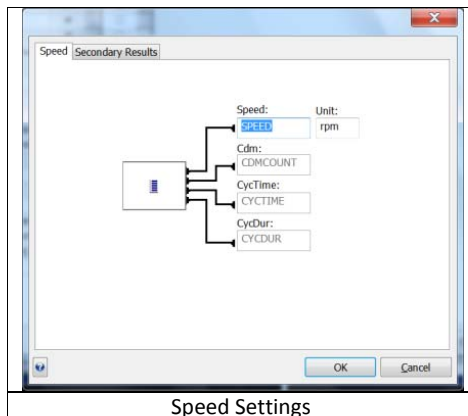 Speed Secondary Results
Speed: Unit:
SPEED rpm
Cdm:
CDMCOUNT
CycTime:
CYCTIME
CycDur:
CYCDUR
OK Cancel
Speed Settings